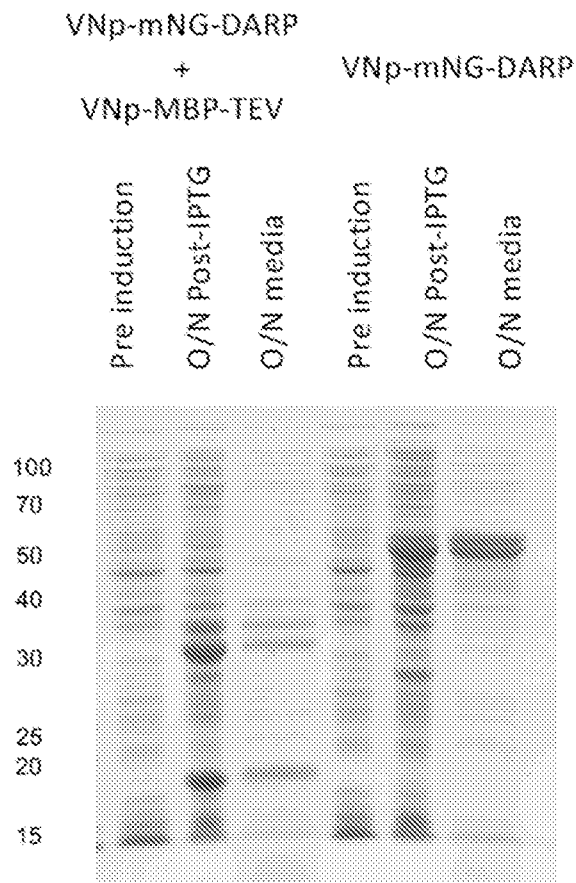 VNp-mNG-DARP
+
VNp-MBP-TEV
VNp-mNG-DARP
Pre induction
O/N Post-IPTG
O/N media
Pre induction
O/N Post-IPTG
O/N media
100
70
50
40
30
25
20
15